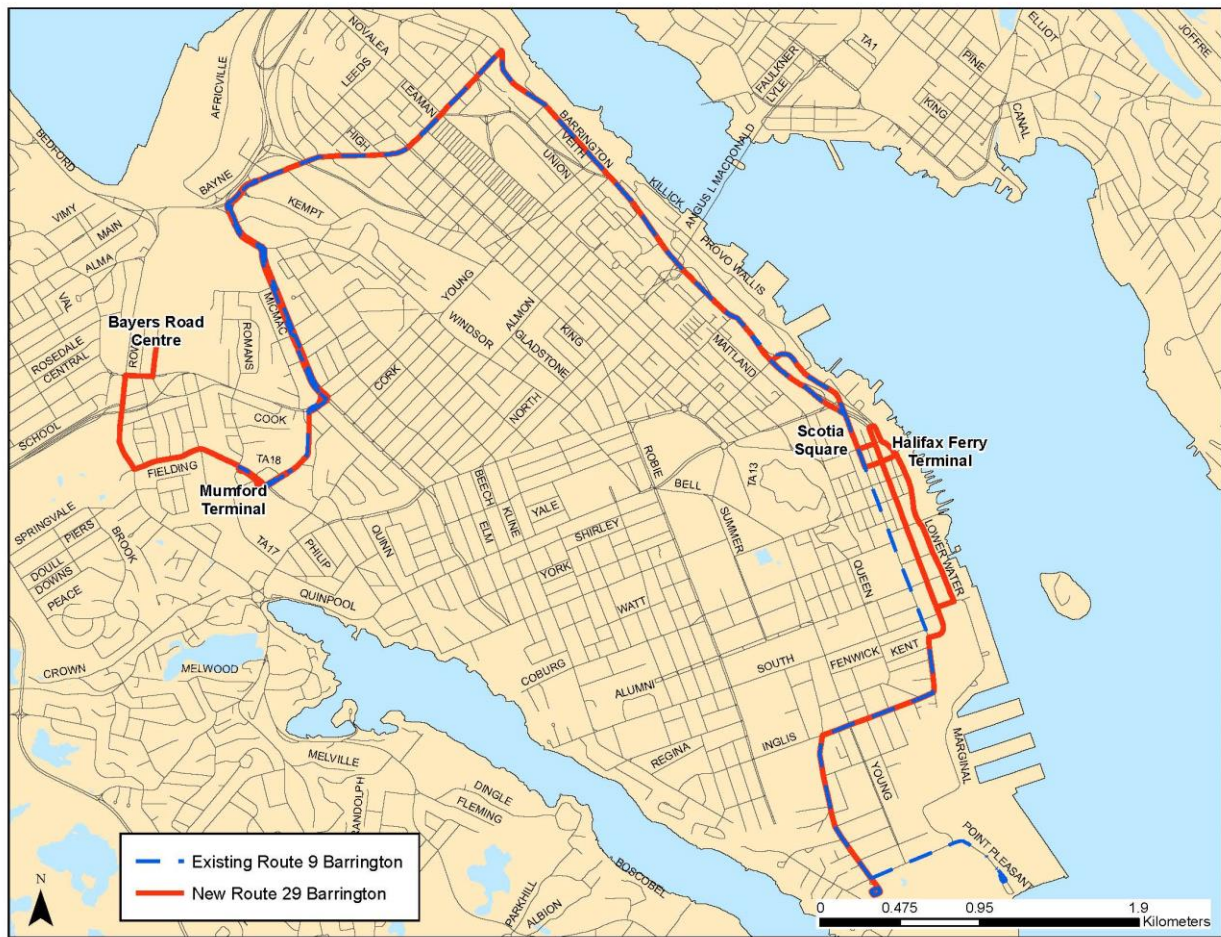 NOVALEA
LEEDS
LEAMAN
AFRICVILLE
HIGH
BEDFORD
BAYNE
KEMPT
VIMY
MAIN
ALMA
VAL
ROSEDALE
CENTRAL
Bayers Road
Centre
ROMANS
MICMAC
SCHOOL
COOK
FIELDING
TA18
Mumford
Terminal
BARRINGTON
VEITH
UNION
KILLICK
ANGUS L MACDONALD
PROVO WALLIS
FAULKNER
LYLE
TA1
PINE
KING
ELLIOT
CANAL
JOFFRE
YOUNG
WINDSOR
ALMON
GLADSTONE
KING
CORK
NORTH
MAITLAND
Scotia
Square
Halifax Ferry
Terminal
LOWER WATER
ROBIE
BELL
TA13
SUMMER
QUEEN
BEECH
ELM
KLINE
YALE
SHIRLEY
YORK
WATT
QUINN
PHILIP
TA17
QUINPOOL
SPRINGVALE
PIERS
DOULL
DOWNS
PEACE
BROOK
CROWN
MELWOOD
COBURG
ALUMNI
SOUTH
FENWICK
KENT
REGINA
INGLIS
YOUNG
MARGINAL
POINT PLEASANT
MELVILLE
RANDOLPH
DINGLE
FLEMING
BOSCOBEL
PARKHILL
ALBION
Existing Route 9 Barrington
New Route 29 Barrington
N
0 0.475 0.95 1.9
Kilometers